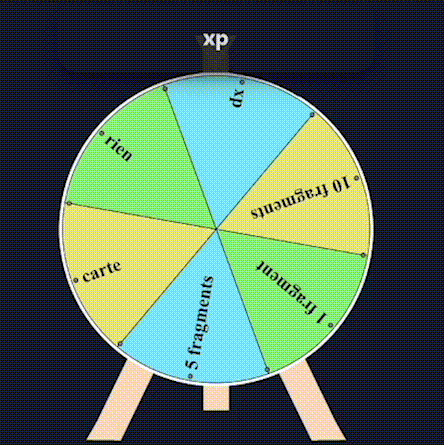 xp
xp
10 fragments
1 fragment
5 fragments
carte
rien